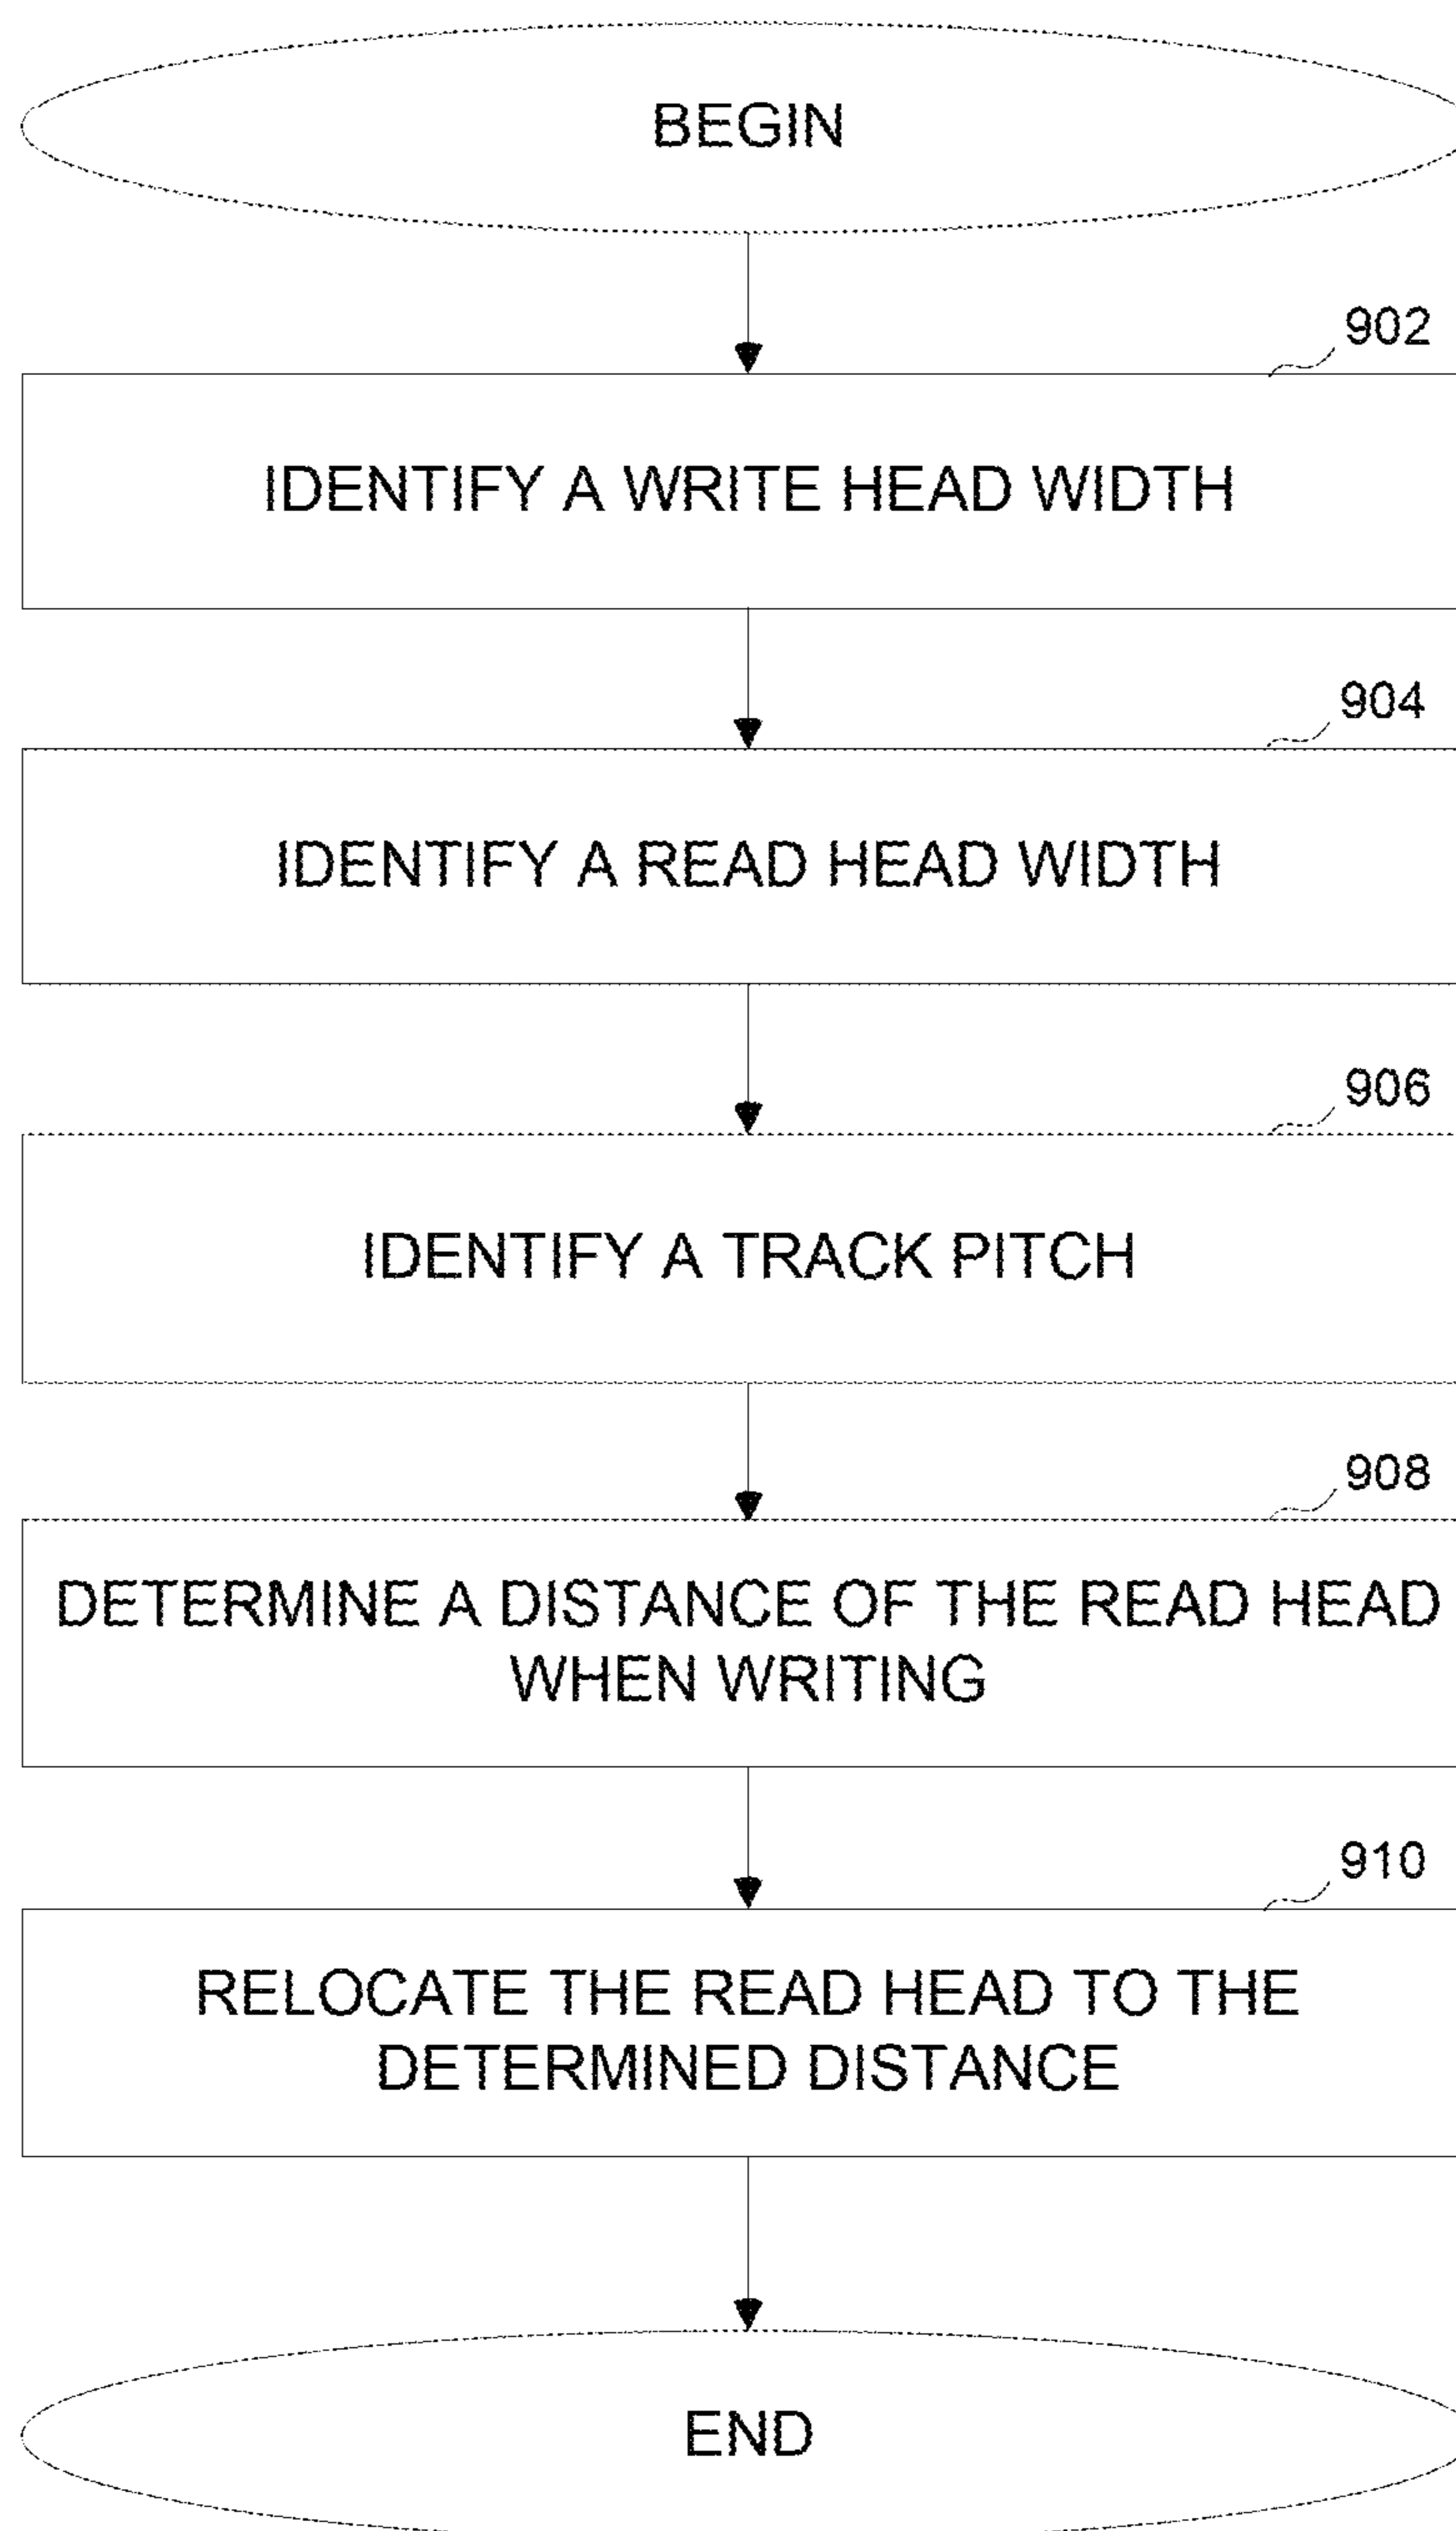 BEGIN
902
IDENTIFY A WRITE HEAD WIDTH
904
IDENTIFY A READ HEAD WIDTH
906
IDENTIFY A TRACK PITCH
908
DETERMINE A DISTANCE OF THE READ HEAD
WHEN WRITING
910
RELOCATE THE READ HEAD TO THE
DETERMINED DISTANCE
END